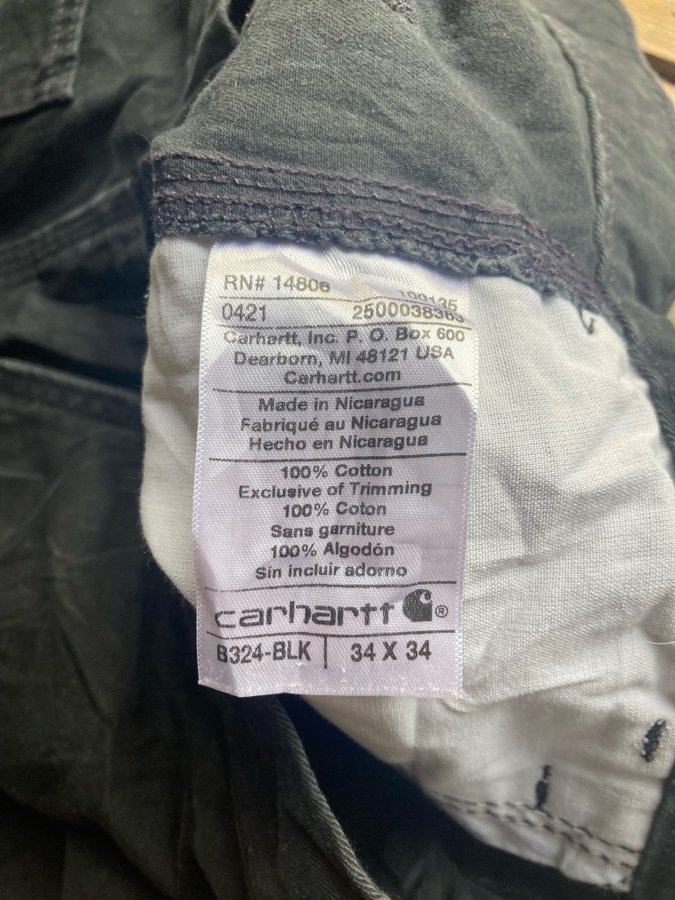 RN# 14806
100135
0421 2500038383
Carhartt, Inc. P. O. Box 600
Dearborn, MI 48121 USA
Carhartt.com
Made in Nicaragua
Fabriqué au Nicaragua
Hecho en Nicaragua
100% Cotton
Exclusive of Trimming
100% Coton
Sans garniture
100% Algodón
Sin incluir adorno
carhartt ®
B324-BLK | 34 X 34